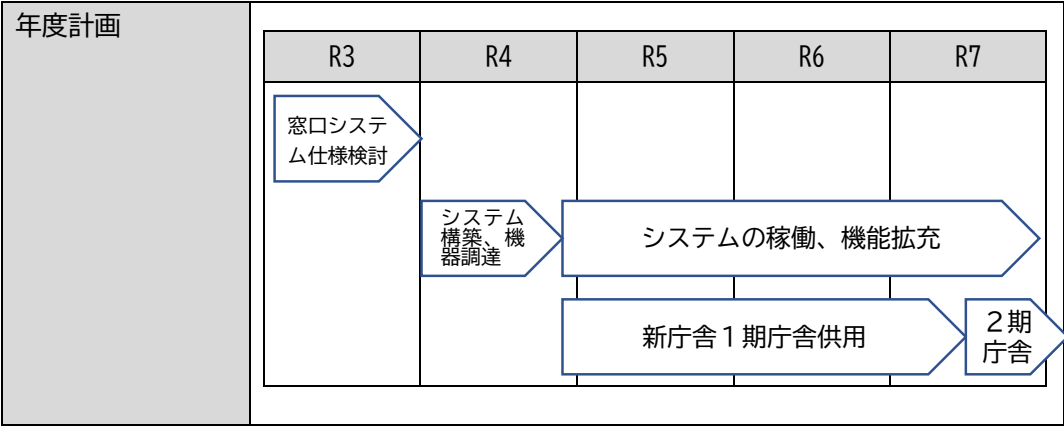 年度計画
R3 R4 R5 R6 R7
窓口システ
ム仕様検討
システム
構築、機
器調達
システムの稼働、機能拡充
新庁舎１期庁舎供用
２期
庁舎